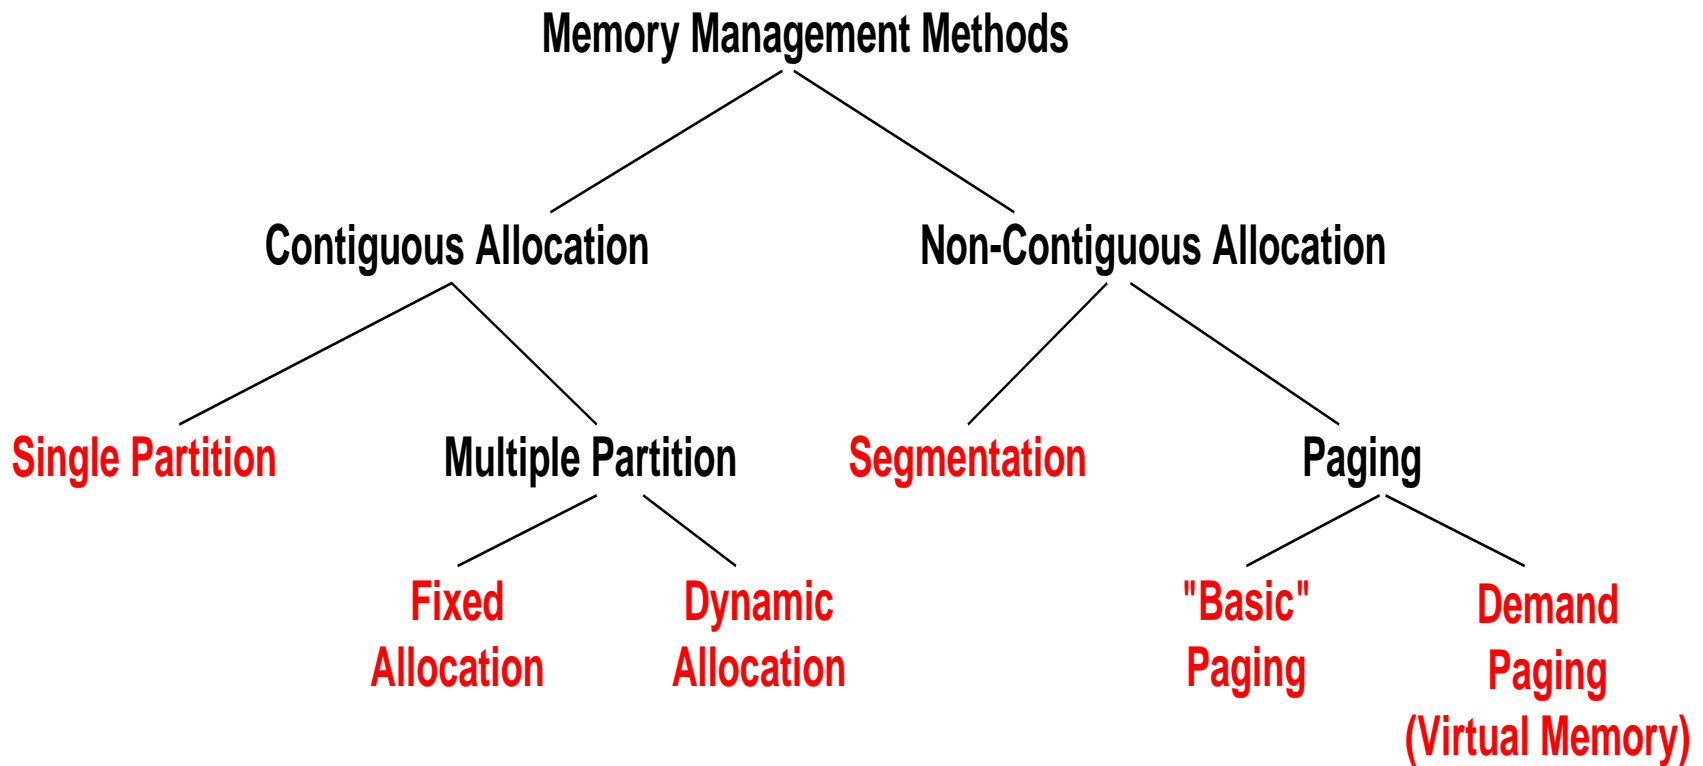 Memory Management Methods
Contiguous Allocation
Non-Contiguous Allocation
Single Partition
Multiple Partition
Segmentation
Paging
Fixed
Allocation
Dynamic
Allocation
"Basic"
Paging
Demand
Paging
(Virtual Memory)